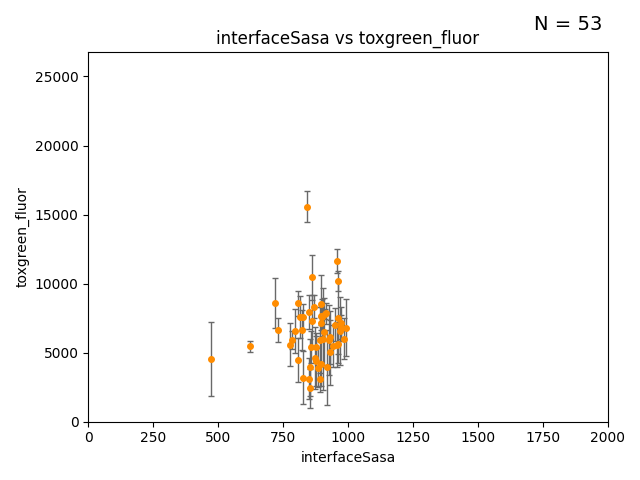 N = 53
interfaceSasa vs toxgreen_fluor
25000
20000
15000
10000
5000
0
toxgreen_fluor
0 250 500 750 1000 1250 1500 1750 2000
interfaceSasa